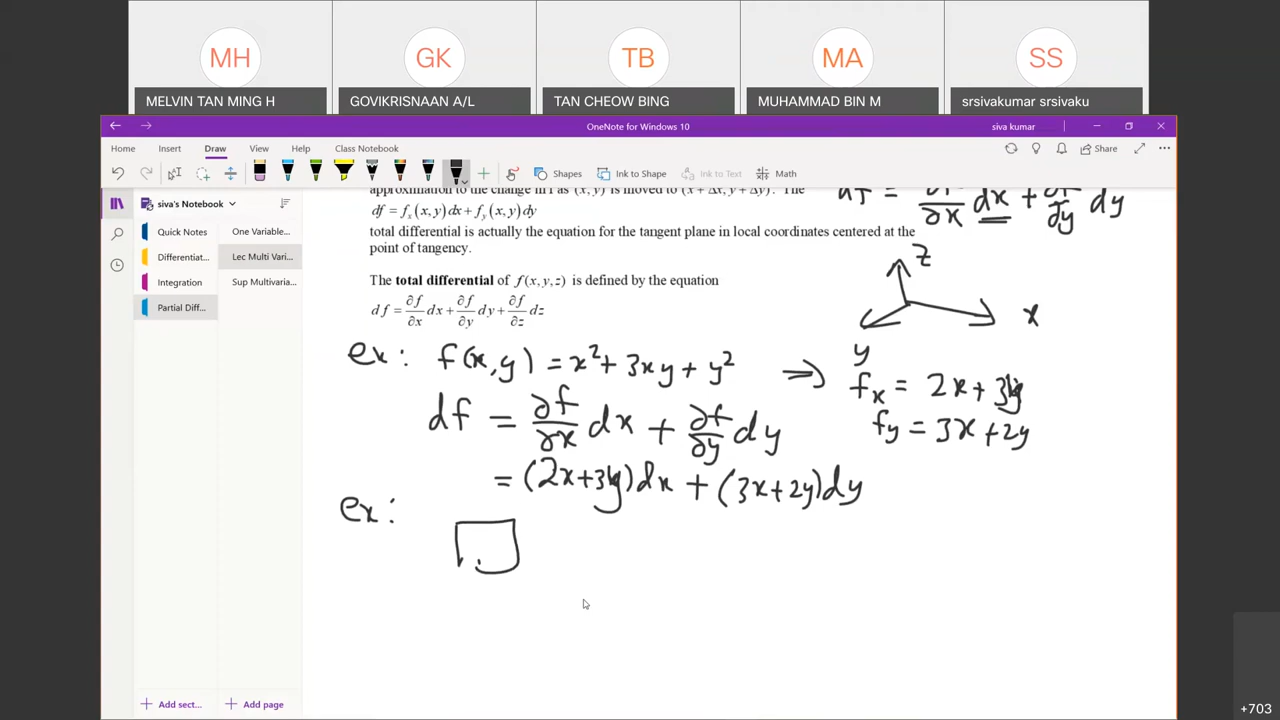 MH GK TB MA SS
MELVIN TAN MING H GOVIKRISNAAN A/L TAN CHEOW BING MUHAMMAD BIN M srsivakumar srsivaku
OneNote for Windows 10 siva kumar
Home Insert Draw View Help Class Notebook Share
Shapes Ink to Shape Ink to Text Math
siva's Notebook
Quick Notes One Variable...
Differentiat... Lec Multi Vari...
Integration Sup Multivaria...
Partial Diff...
approximation to the change in f as (x, y) is moved to (x + Δx, y + Δy). The
df = f_x(x, y) dx + f_y(x, y) dy
total differential is actually the equation for the tangent plane in local coordinates centered at the
point of tangency.
The total differential of f(x, y, z) is defined by the equation
df = ∂f/∂x dx + ∂f/∂y dy + ∂f/∂z dz
df = ∂f/∂x dx + ∂f/∂y dy
z
x
y
ex: f(x,y) = x² + 3xy + y² ⇒ f_x = 2x + 3y
f_y = 3x + 2y
df = ∂f/∂x dx + ∂f/∂y dy
= (2x+3y)dx + (3x+2y)dy
ex:
Add sect... Add page
+703